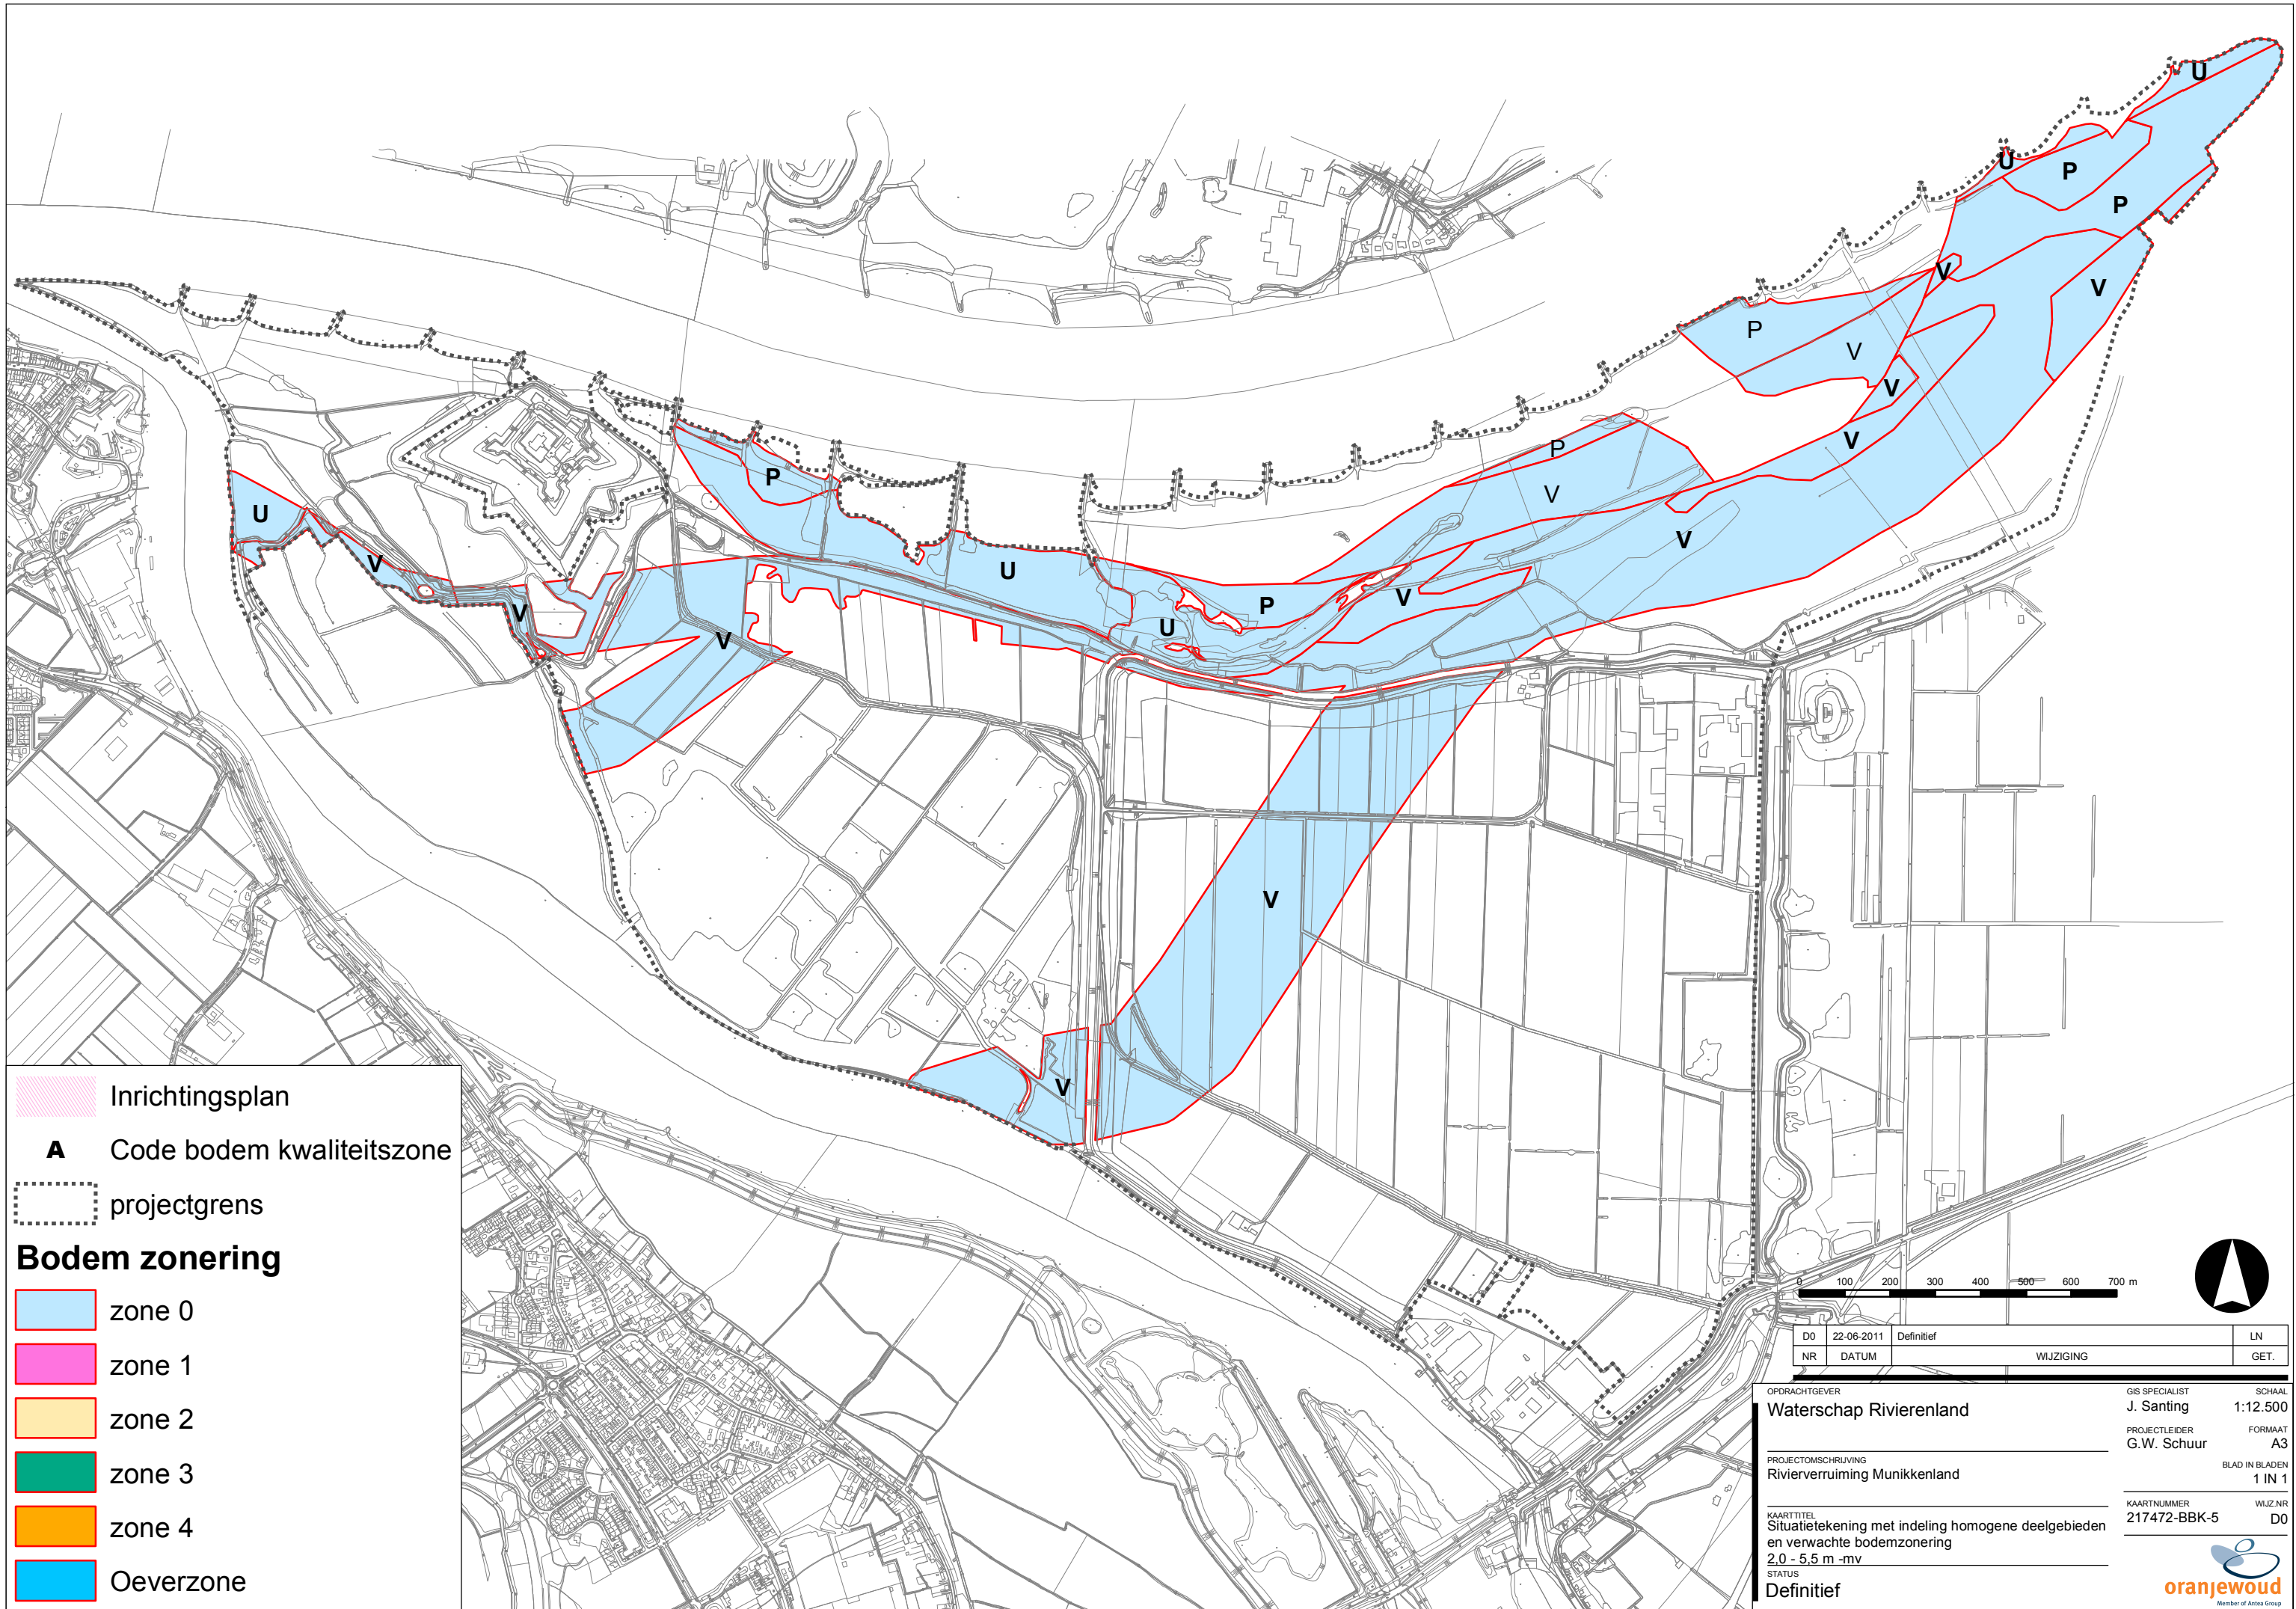 U
U
P
P
V
V
P
V
V
V
P
V
P
U
V
U
V
V
P
U
V
V
V
V
V
Inrichtingsplan
A Code bodem kwaliteitszone
projectgrens
Bodem zonering
zone 0
zone 1
zone 2
zone 3
zone 4
Oeverzone
0 100 200 300 400 500 600 700 m
D0 22-06-2011 Definitief LN
NR DATUM WIJZIGING GET.
OPDRACHTGEVER
Waterschap Rivierenland
GIS SPECIALIST SCHAAL
J. Santing 1:12.500
PROJECTLEIDER FORMAAT
G.W. Schuur A3
PROJECTOMSCHRIJVING
Rivierverruiming Munikkenland
BLAD IN BLADEN
1 IN 1
KAARTTITEL
Situatietekening met indeling homogene deelgebieden
en verwachte bodemzonering
2,0 - 5,5 m -mv
KAARTNUMMER WIJZ.NR
217472-BBK-5 D0
STATUS
Definitief
oranjewoud
Member of Antea Group